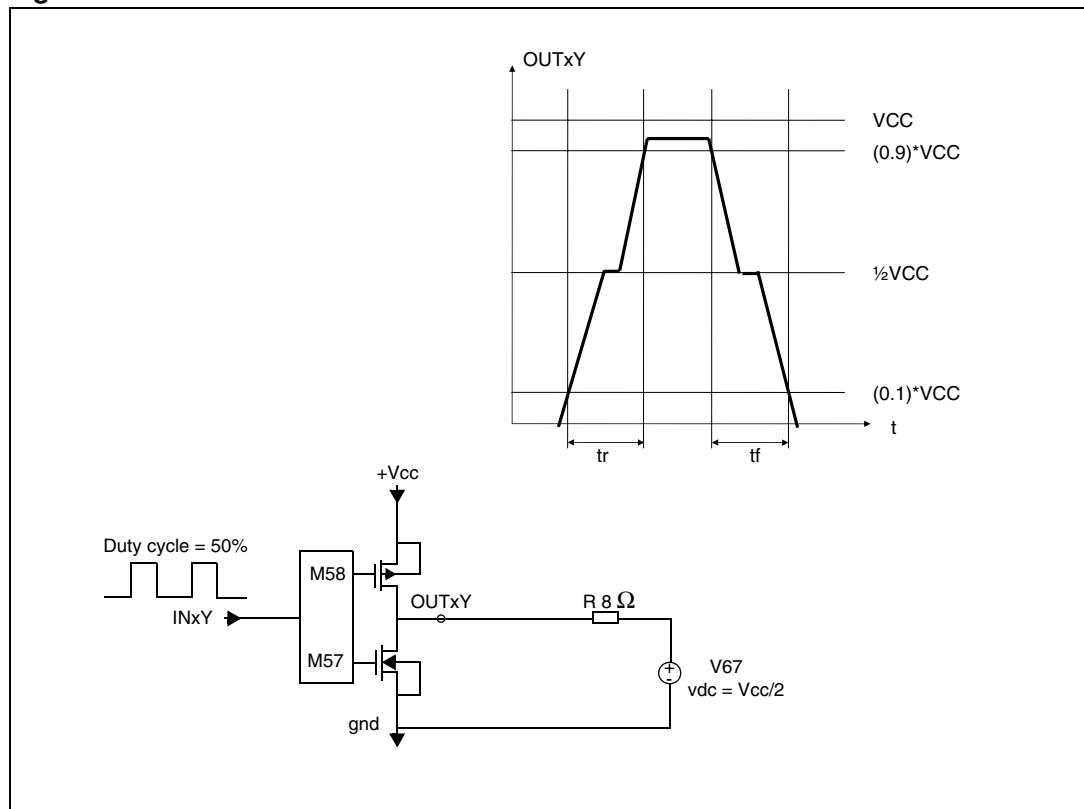 OUTxY
VCC
(0.9)*VCC
½VCC
(0.1)*VCC
t
tr
tf
+Vcc
Duty cycle = 50%
M58
OUTxY
R 8 Ω
INxY
M57
+
-
V67
vdc = Vcc/2
gnd